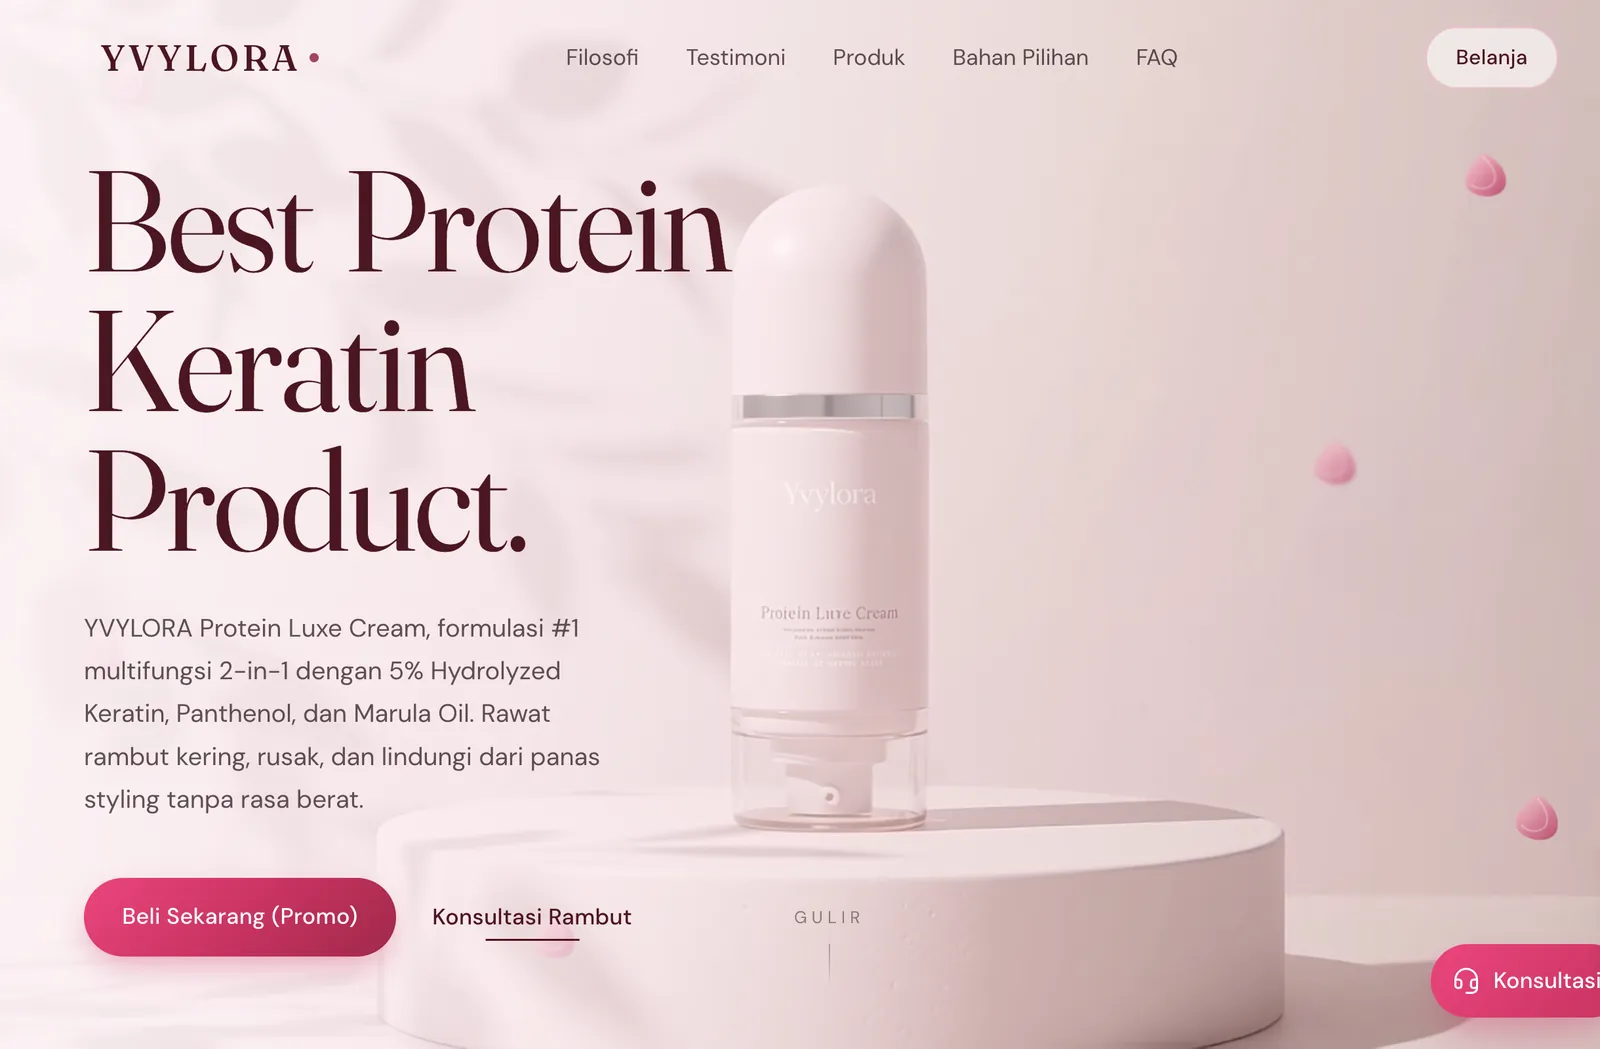 YVYLORA
Filosofi
Testimoni
Produk
Bahan Pilihan
FAQ
Belanja
Best Protein
Keratin
Product.
YVYLORA Protein Luxe Cream, formulasi #1
multifungsi 2-in-1 dengan 5% Hydrolyzed
Keratin, Panthenol, dan Marula Oil. Rawat
rambut kering, rusak, dan lindungi dari panas
styling tanpa rasa berat.
Beli Sekarang (Promo)
Konsultasi Rambut
Yvylora
Protein Luxe Cream
GULIR
Konsultasi